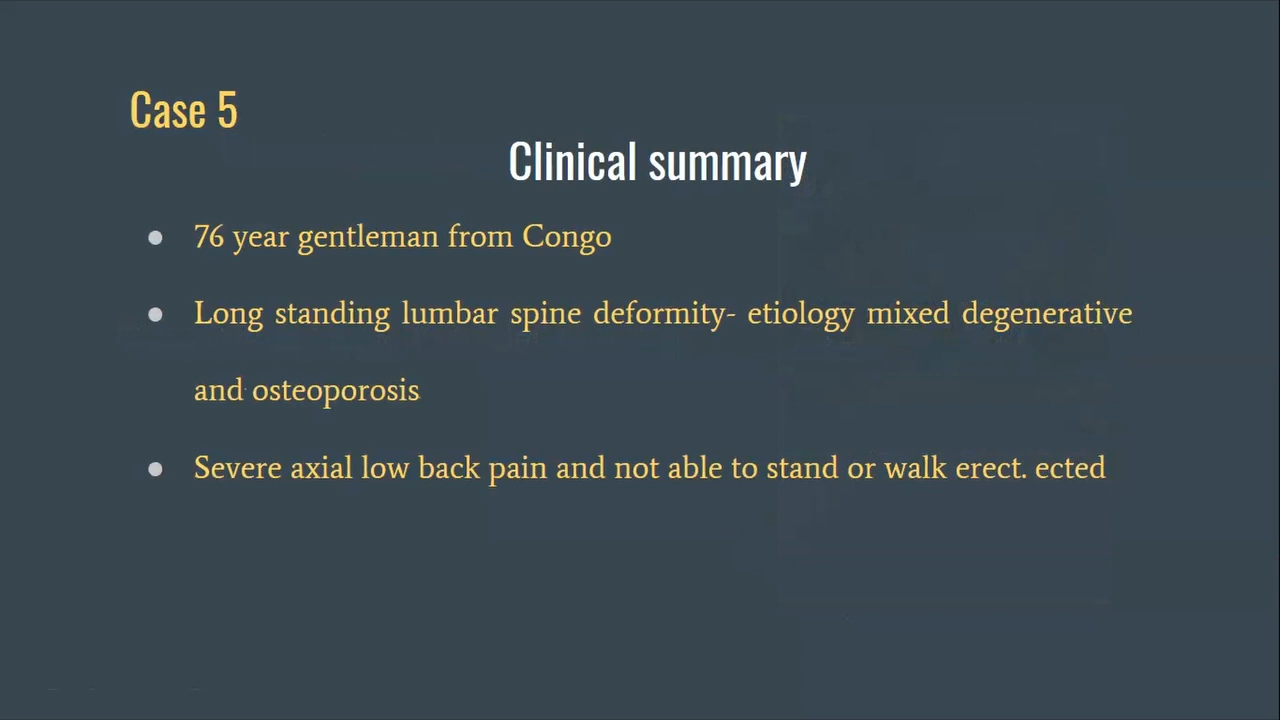 Case 5
Clinical summary
● 76 year gentleman from Congo
● Long standing lumbar spine deformity- etiology mixed degenerative
and osteoporosis
● Severe axial low back pain and not able to stand or walk erect. ected